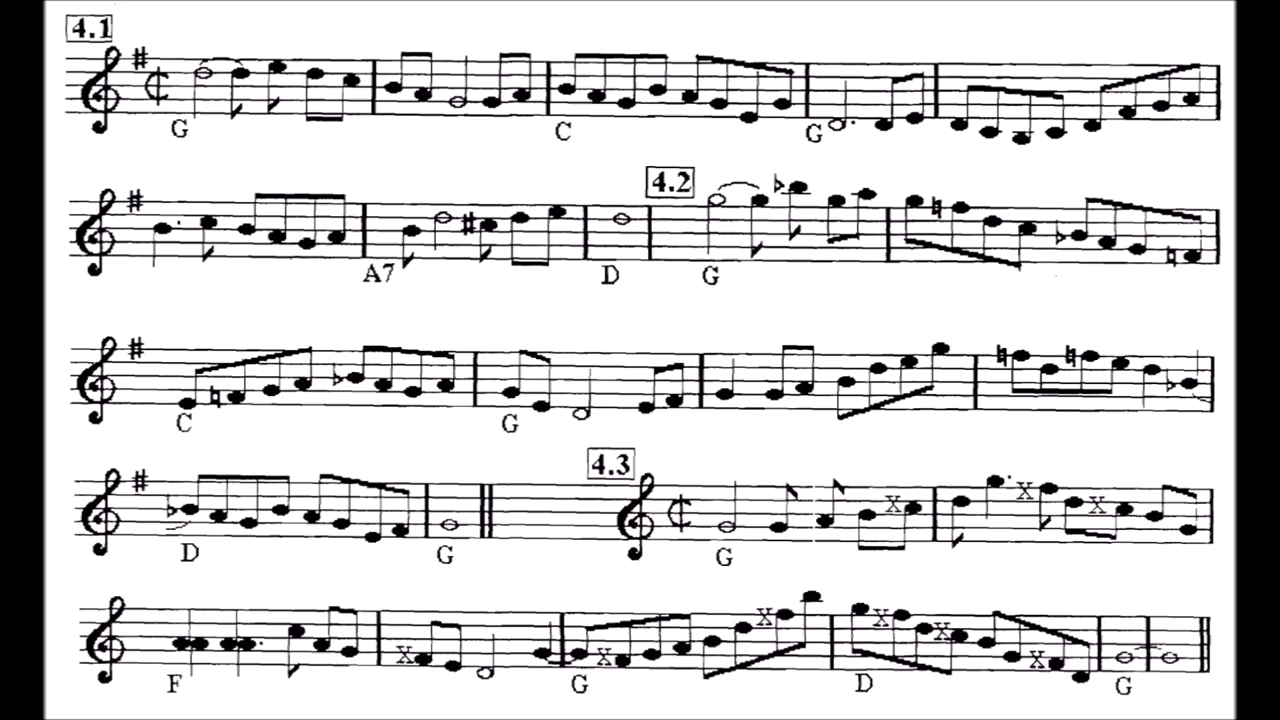 4.1
G C G
4.2
A7 D G
C G
4.3
D G G
X X X
F G D G
X X X X X X